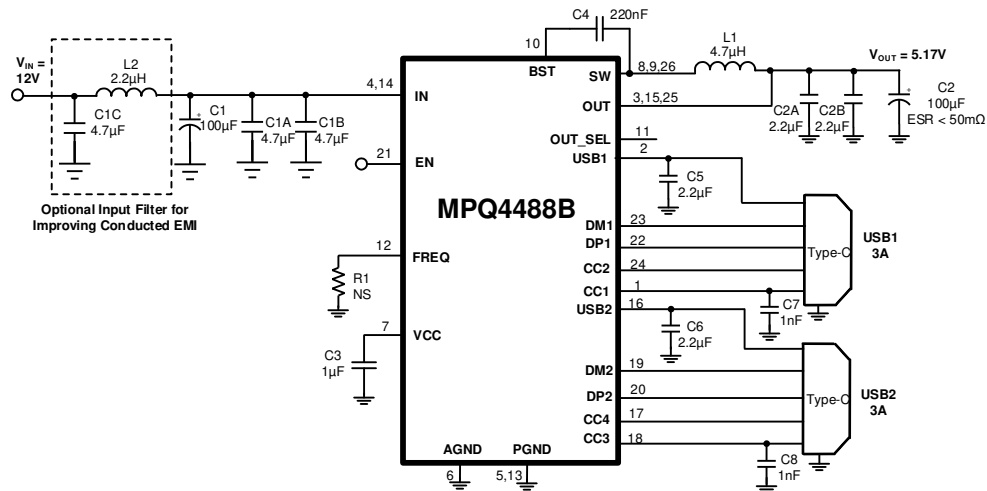 C4 220nF
10
BST
L1
4.7μH
V_OUT = 5.17V
V_IN =
12V
L2
2.2μH
4,14
IN
SW
8,9,26
C1C
4.7μF
C1
100μF
C1A
4.7μF
C1B
4.7μF
OUT
3,15,25
C2A
2.2μF
C2B
2.2μF
C2
100μF
ESR < 50mΩ
+
+
OUT_SEL
11
21
EN
USB1
2
C5
2.2μF
Optional Input Filter for
Improving Conducted EMI
MPQ4488B
DM1
23
DP1
22
CC2
24
CC1
1
Type-C
USB1
3A
12
FREQ
R1
NS
C7
1nF
USB2
16
7
VCC
C3
1μF
C6
2.2μF
DM2
19
DP2
20
CC4
17
CC3
18
Type-C
USB2
3A
C8
1nF
AGND
PGND
6
5,13